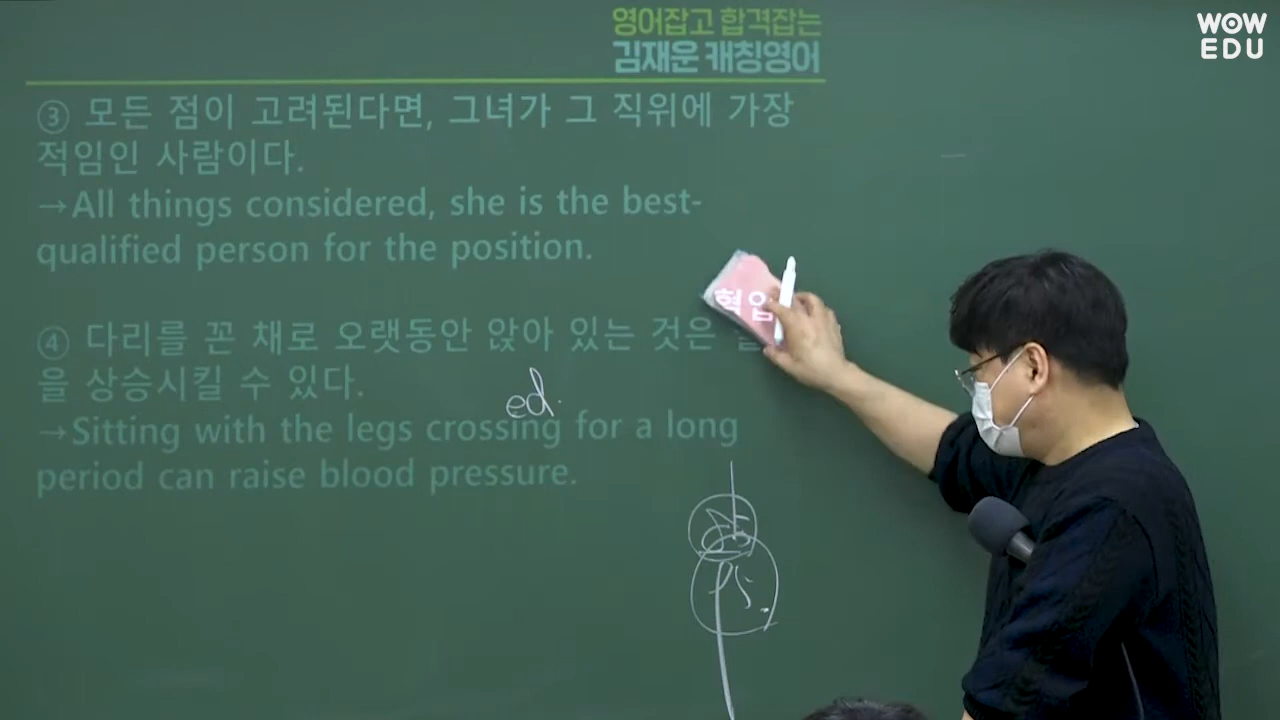 WOW
EDU
영어잡고 합격잡는
김재운 캐칭영어
③ 모든 점이 고려된다면, 그녀가 그 직위에 가장
적임인 사람이다.
→All things considered, she is the best-
qualified person for the position.
④ 다리를 꼰 채로 오랫동안 앉아 있는 것은 혈압
을 상승시킬 수 있다.
ed.
→Sitting with the legs crossing for a long
period can raise blood pressure.